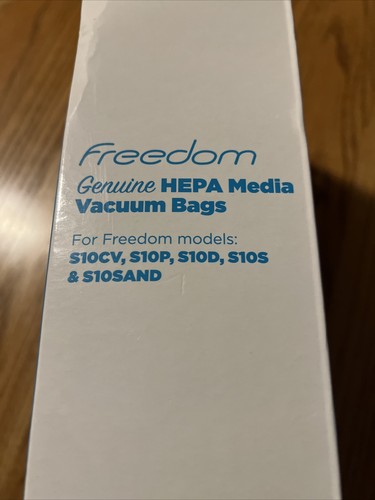 Freedom
Genuine HEPA Media
Vacuum Bags
For Freedom models:
S10CV, S10P, S10D, S10S
& S10SAND